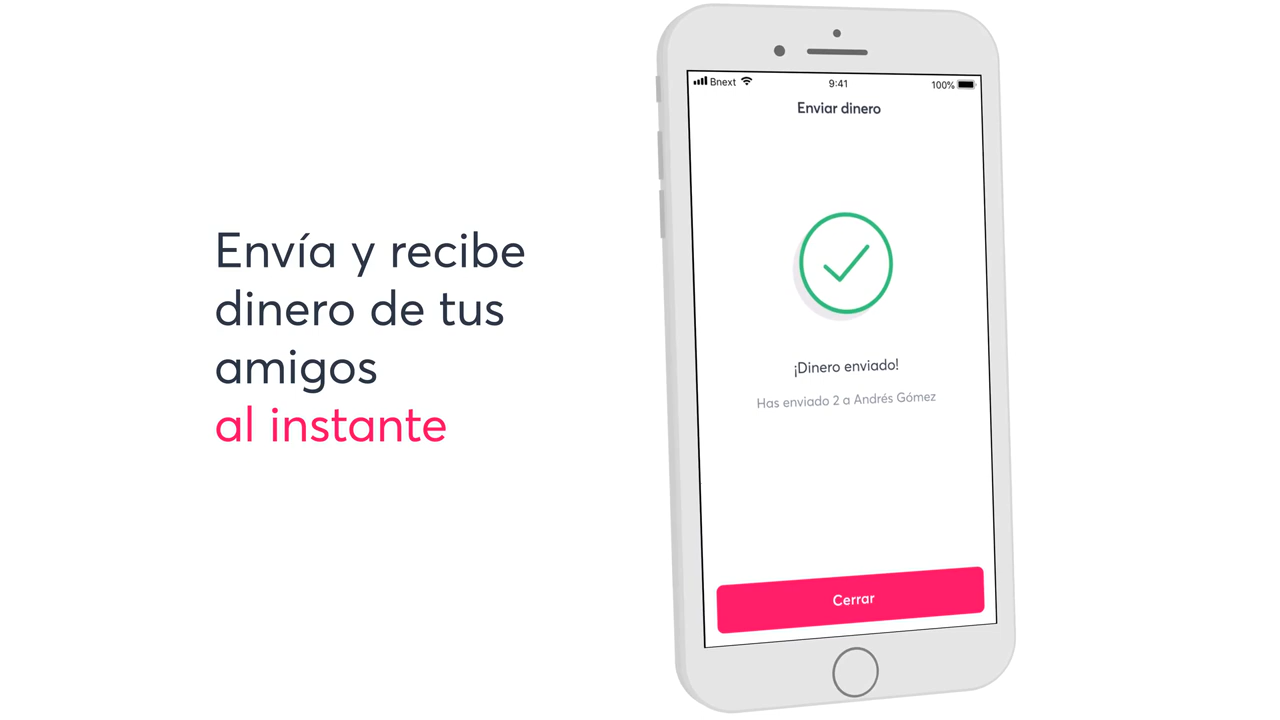 Envía y recibe
dinero de tus
amigos
al instante
Bnext 9:41 100%
Enviar dinero
¡Dinero enviado!
Has enviado 2 a Andrés Gómez
Cerrar